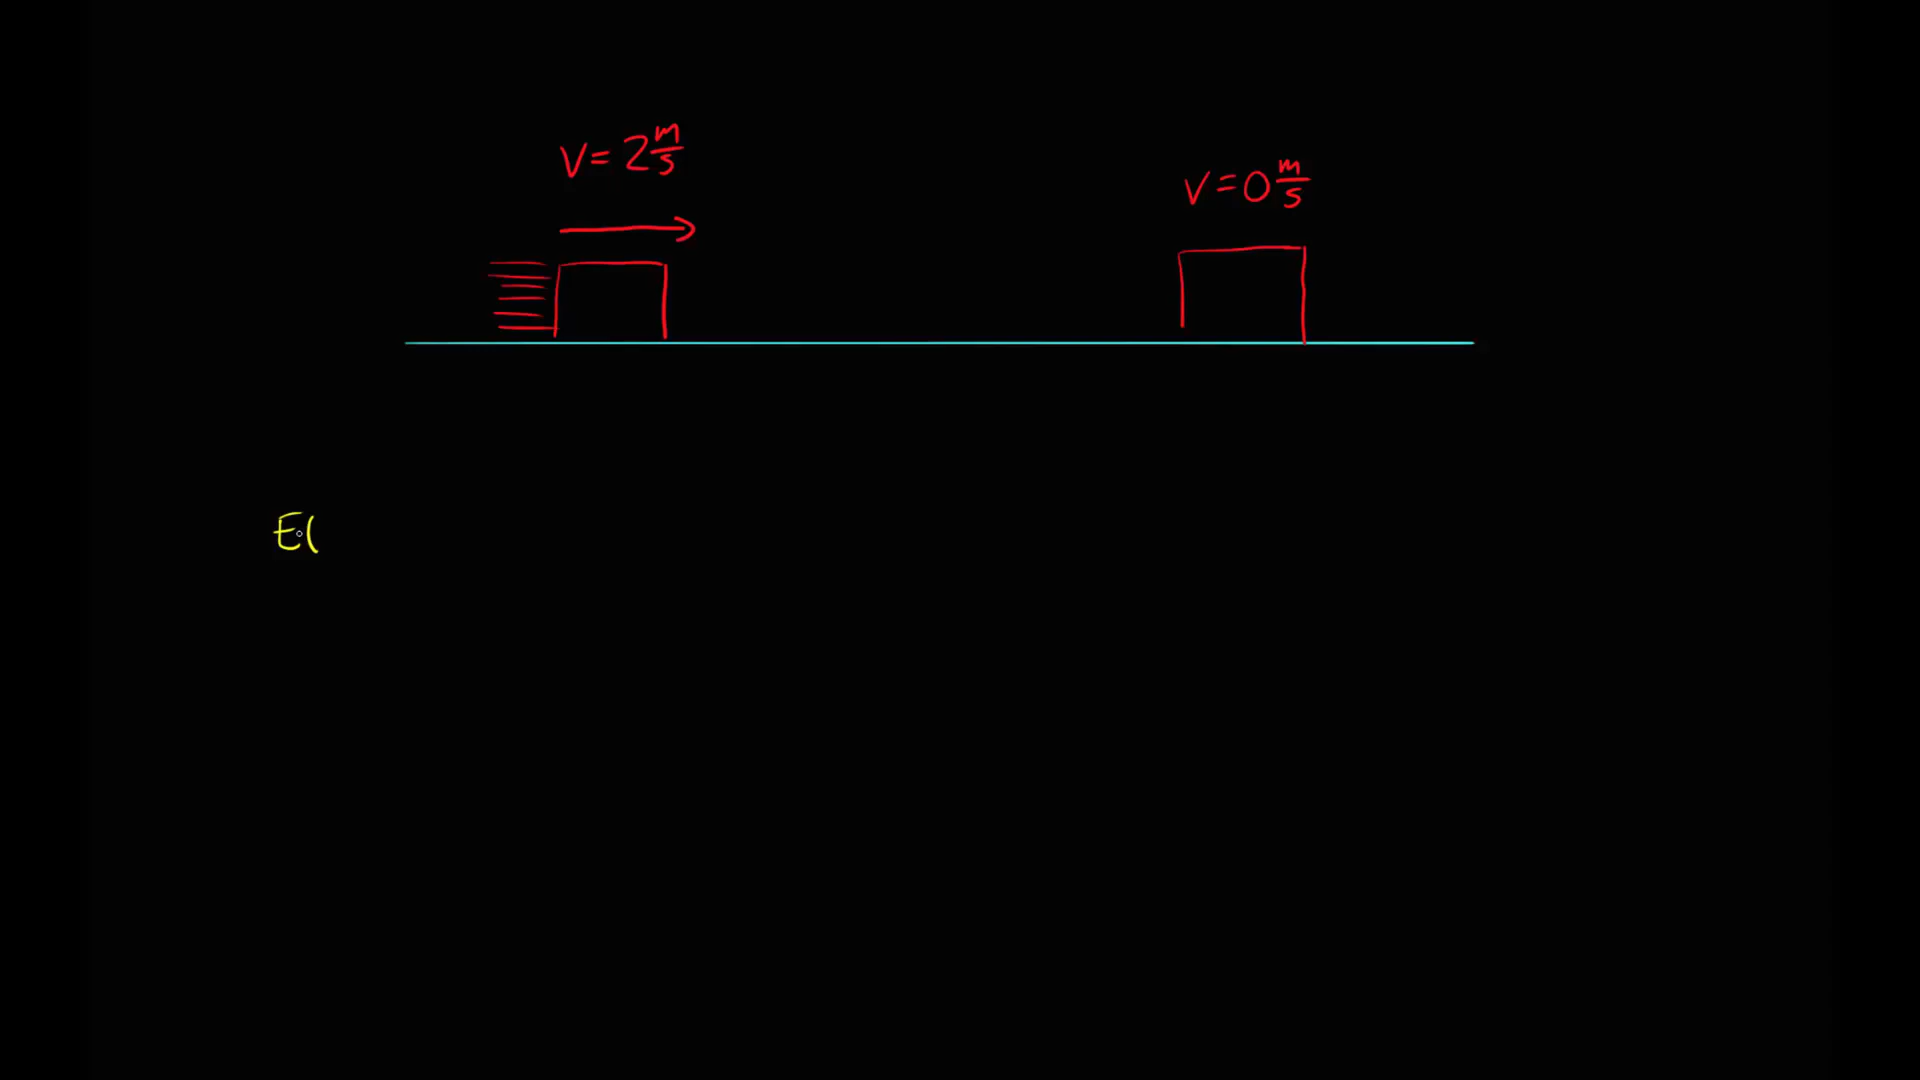 V = 2 m/s
V = 0 m/s
E(